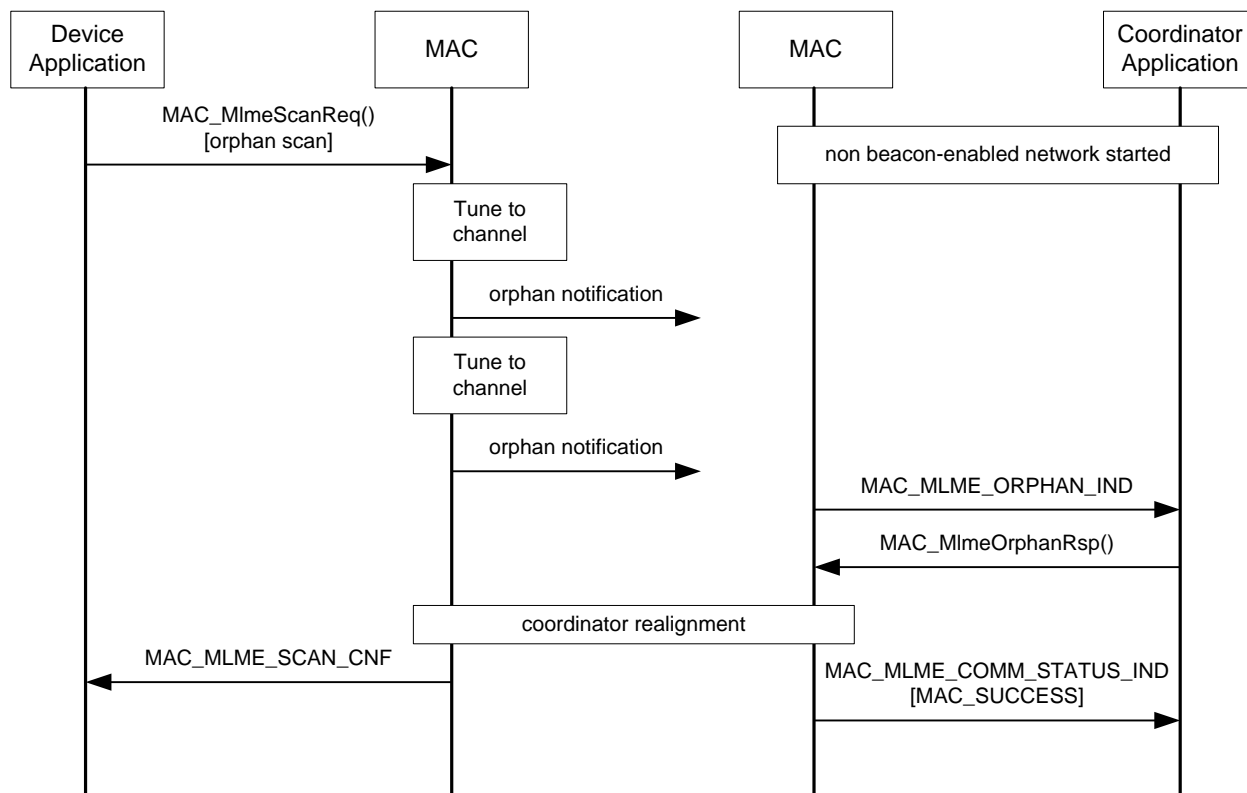 Device
Application
MAC
MAC
Coordinator
Application
MAC_MlmeScanReq()
[orphan scan]
non beacon-enabled network started
Tune to
channel
orphan notification
Tune to
channel
orphan notification
MAC_MLME_ORPHAN_IND
MAC_MlmeOrphanRsp()
coordinator realignment
MAC_MLME_SCAN_CNF
MAC_MLME_COMM_STATUS_IND
[MAC_SUCCESS]